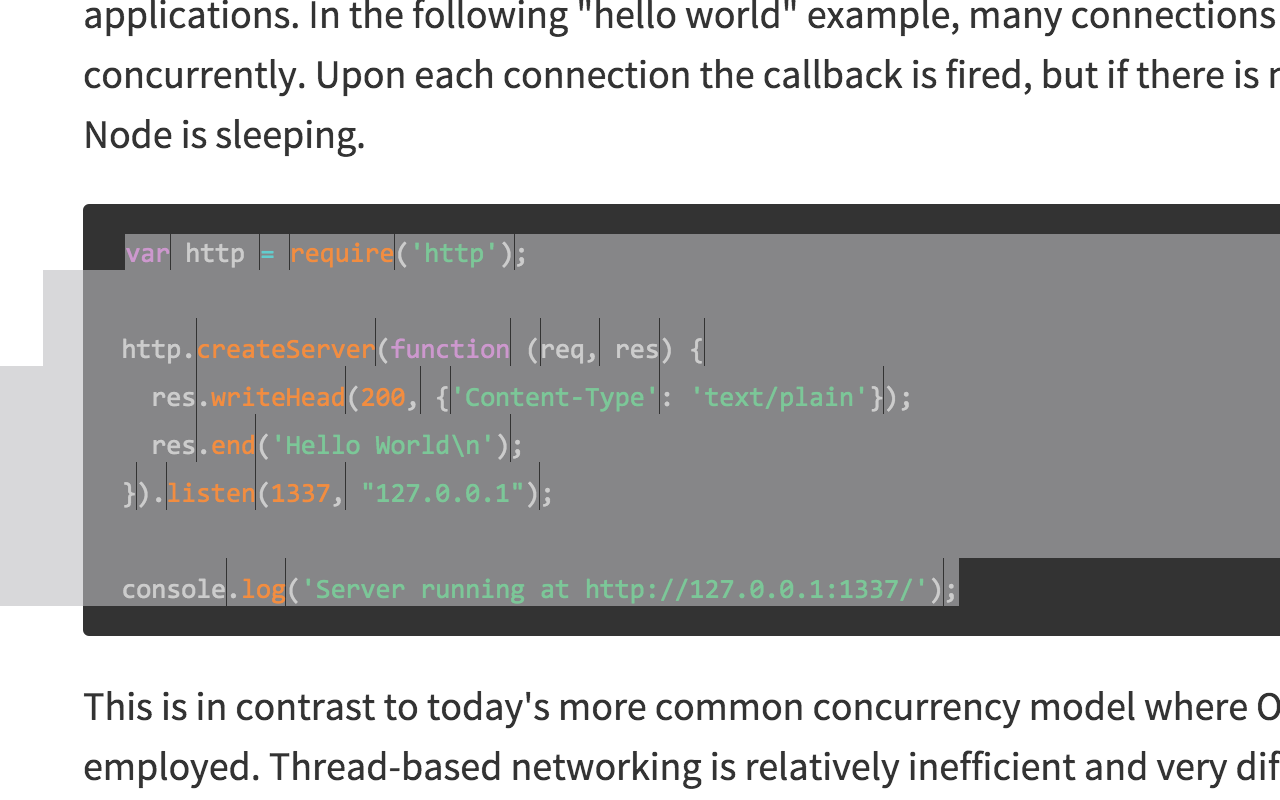 applications. In the following "hello world" example, many connections
concurrently. Upon each connection the callback is fired, but if there is
Node is sleeping.
var http = require('http');
http.createServer(function (req, res) {
  res.writeHead(200, {'Content-Type': 'text/plain'});
  res.end('Hello World\n');
}).listen(1337, "127.0.0.1");
console.log('Server running at http://127.0.0.1:1337/');
This is in contrast to today's more common concurrency model where
employed. Thread-based networking is relatively inefficient and very